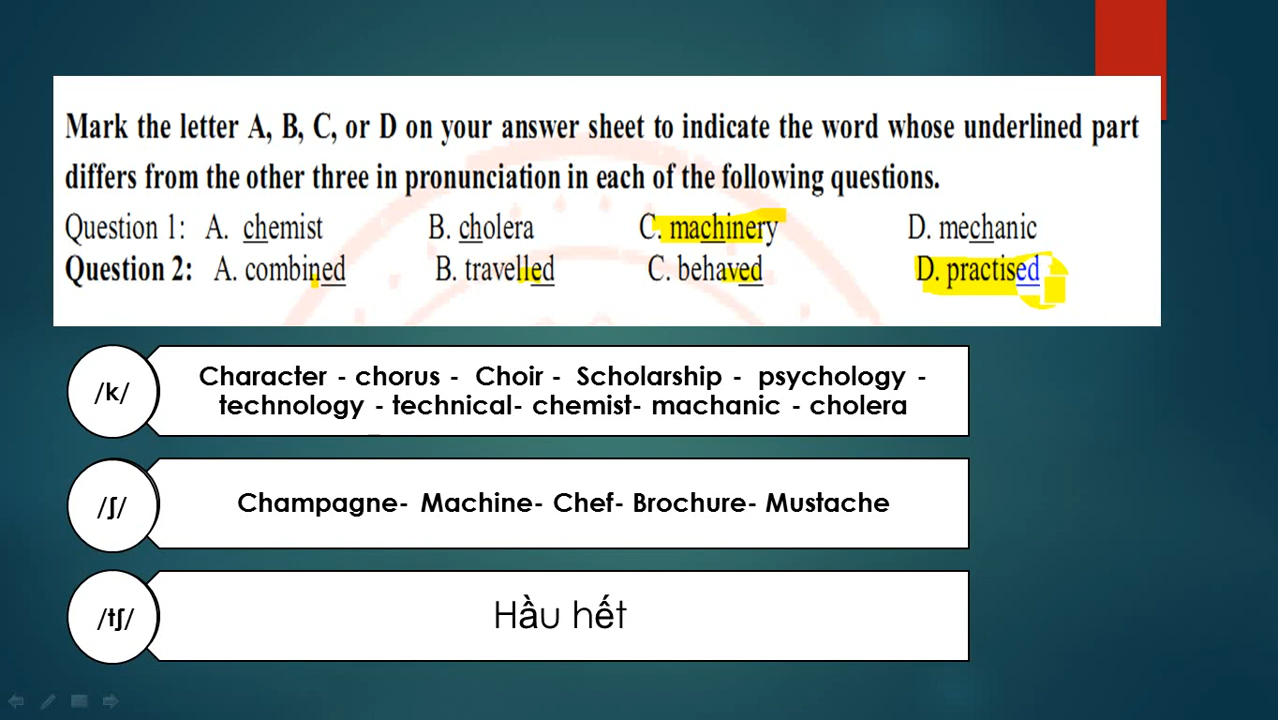 Mark the letter A, B, C, or D on your answer sheet to indicate the word whose underlined part
differs from the other three in pronunciation in each of the following questions.
Question 1: A. chemist B. cholera C. machinery D. mechanic
Question 2: A. combined B. travelled C. behaved D. practised
/k/
Character - chorus - Choir - Scholarship - psychology -
technology - technical- chemist- machanic - cholera
/ʃ/
Champagne- Machine- Chef- Brochure- Mustache
/tʃ/
Hầu hết